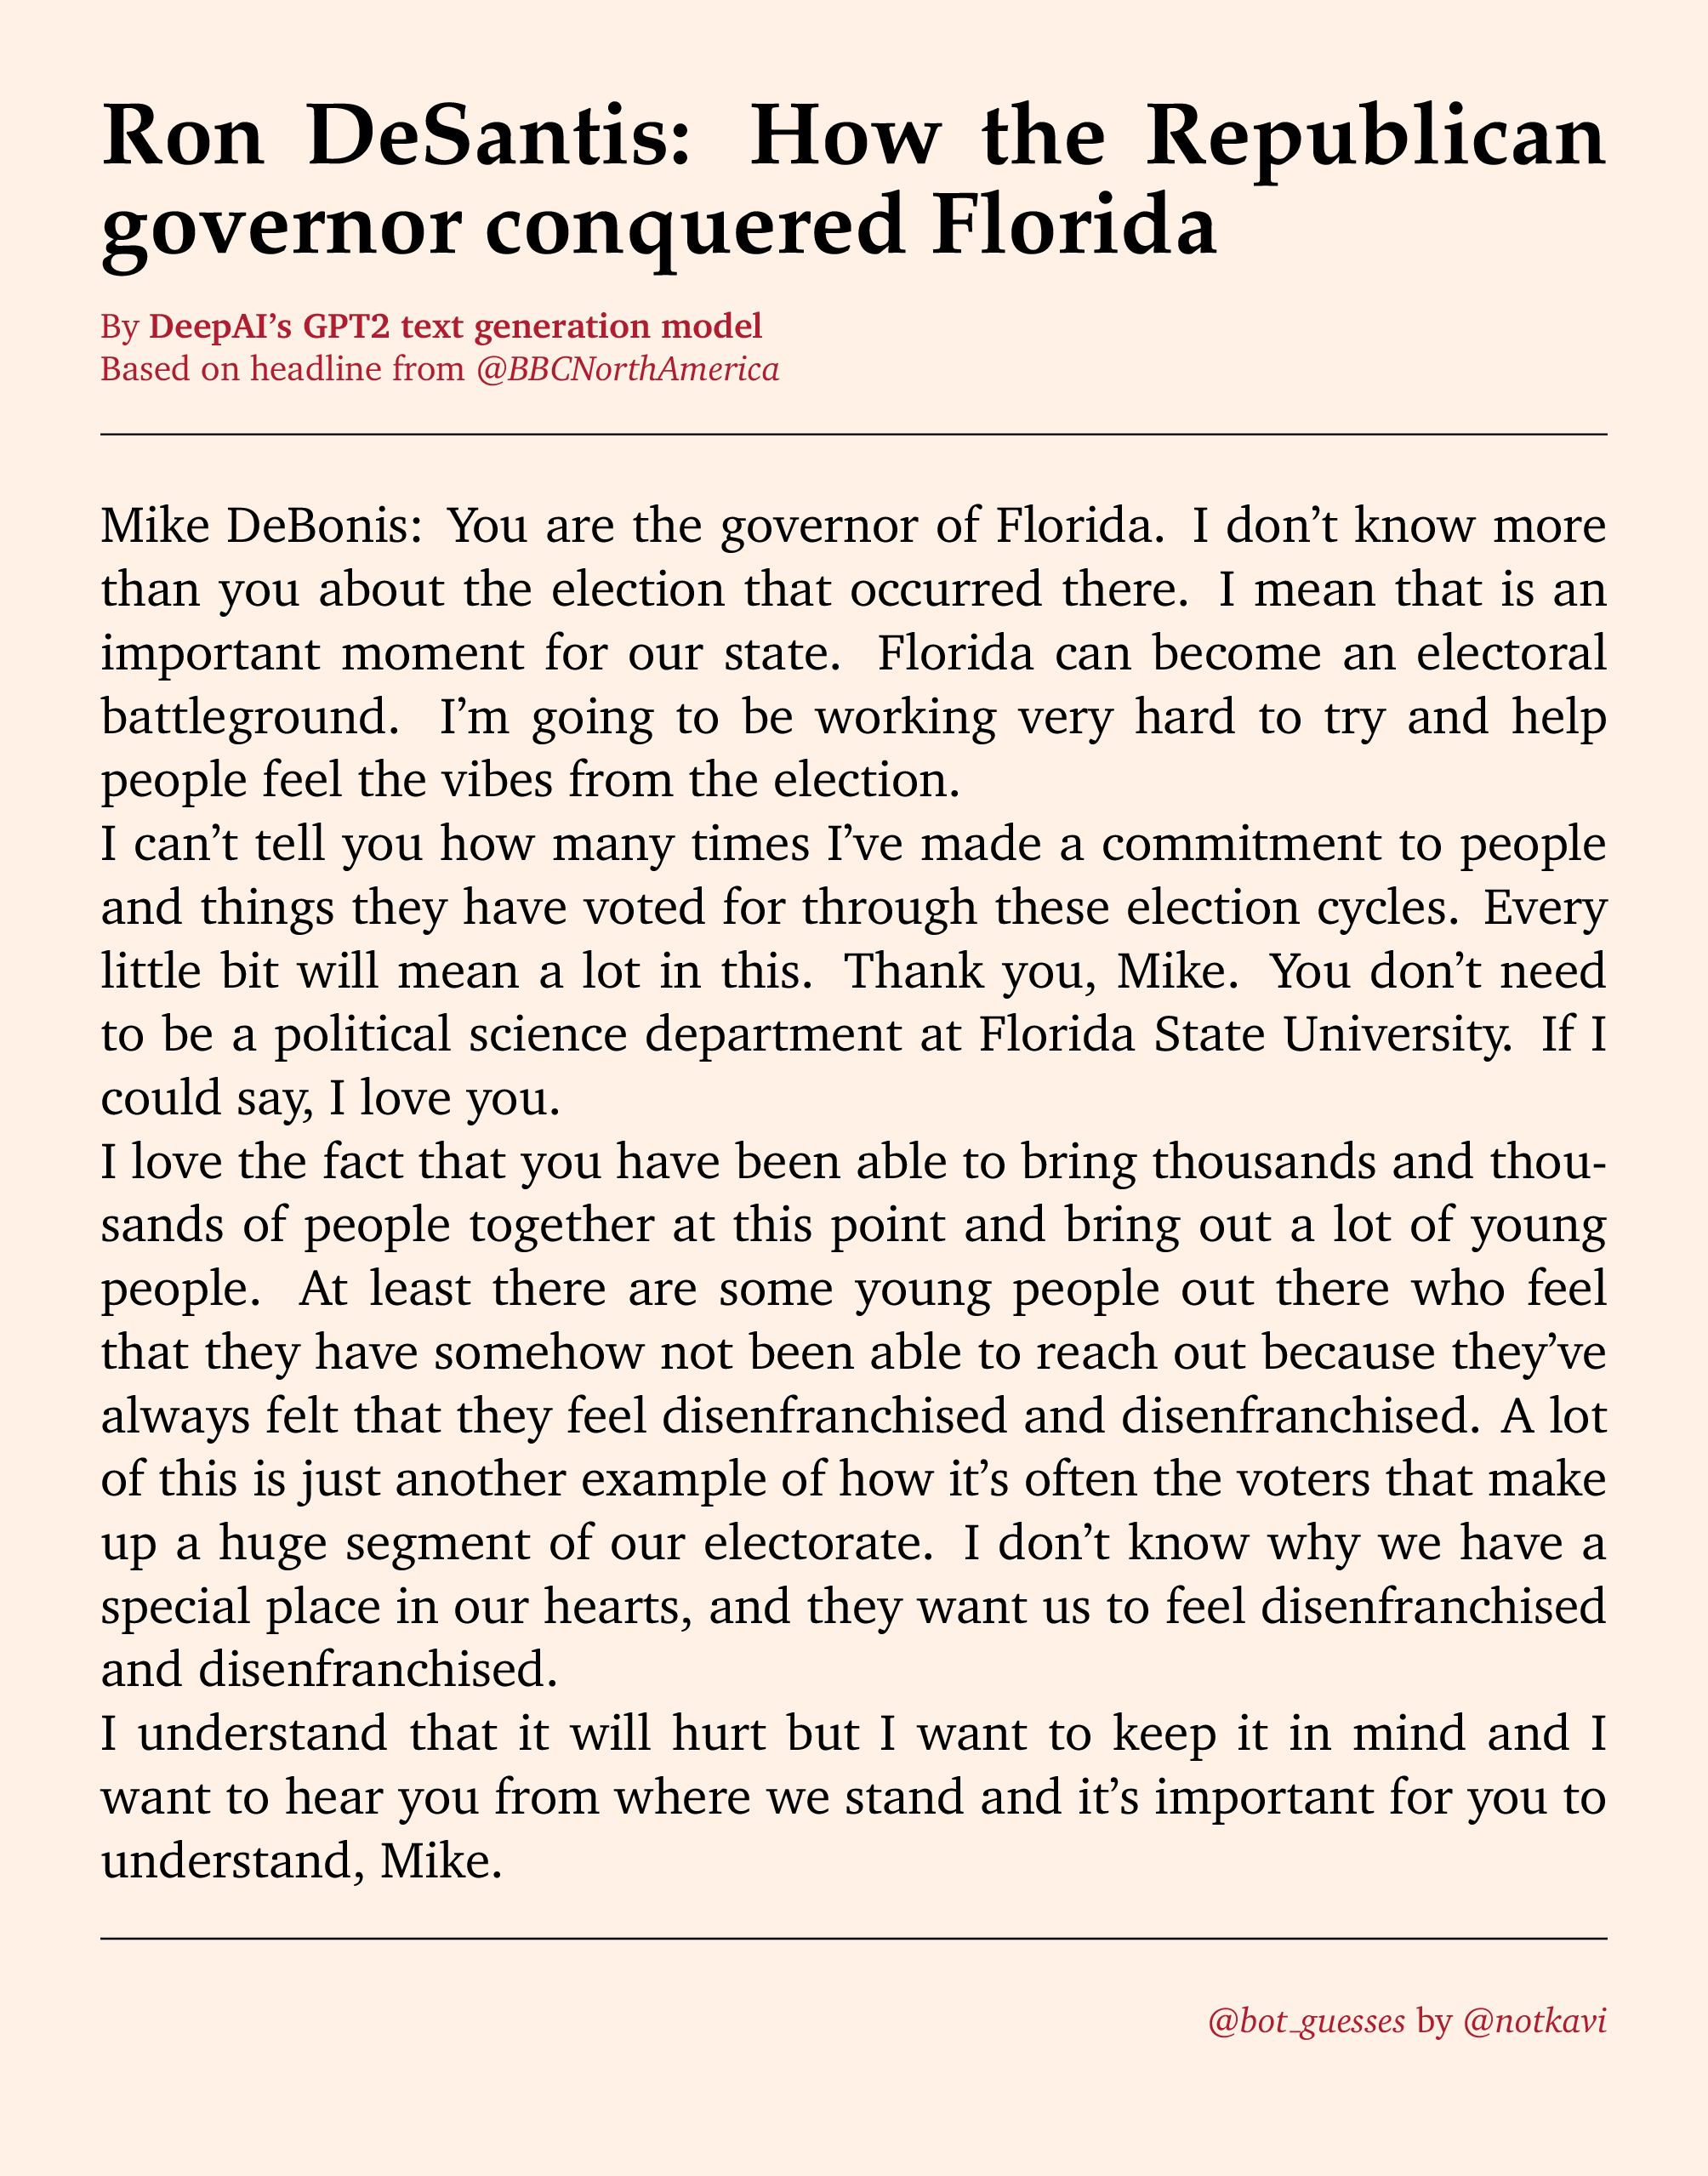 Ron DeSantis: How the Republican
governor conquered Florida
By DeepAI’s GPT2 text generation model
Based on headline from @BBCNorthAmerica
Mike DeBonis: You are the governor of Florida. I don’t know more
than you about the election that occurred there. I mean that is an
important moment for our state. Florida can become an electoral
battleground. I’m going to be working very hard to try and help
people feel the vibes from the election.
I can’t tell you how many times I’ve made a commitment to people
and things they have voted for through these election cycles. Every
little bit will mean a lot in this. Thank you, Mike. You don’t need
to be a political science department at Florida State University. If I
could say, I love you.
I love the fact that you have been able to bring thousands and thou-
sands of people together at this point and bring out a lot of young
people. At least there are some young people out there who feel
that they have somehow not been able to reach out because they’ve
always felt that they feel disenfranchised and disenfranchised. A lot
of this is just another example of how it’s often the voters that make
up a huge segment of our electorate. I don’t know why we have a
special place in our hearts, and they want us to feel disenfranchised
and disenfranchised.
I understand that it will hurt but I want to keep it in mind and I
want to hear you from where we stand and it’s important for you to
understand, Mike.
@bot_guesses by @notkavi